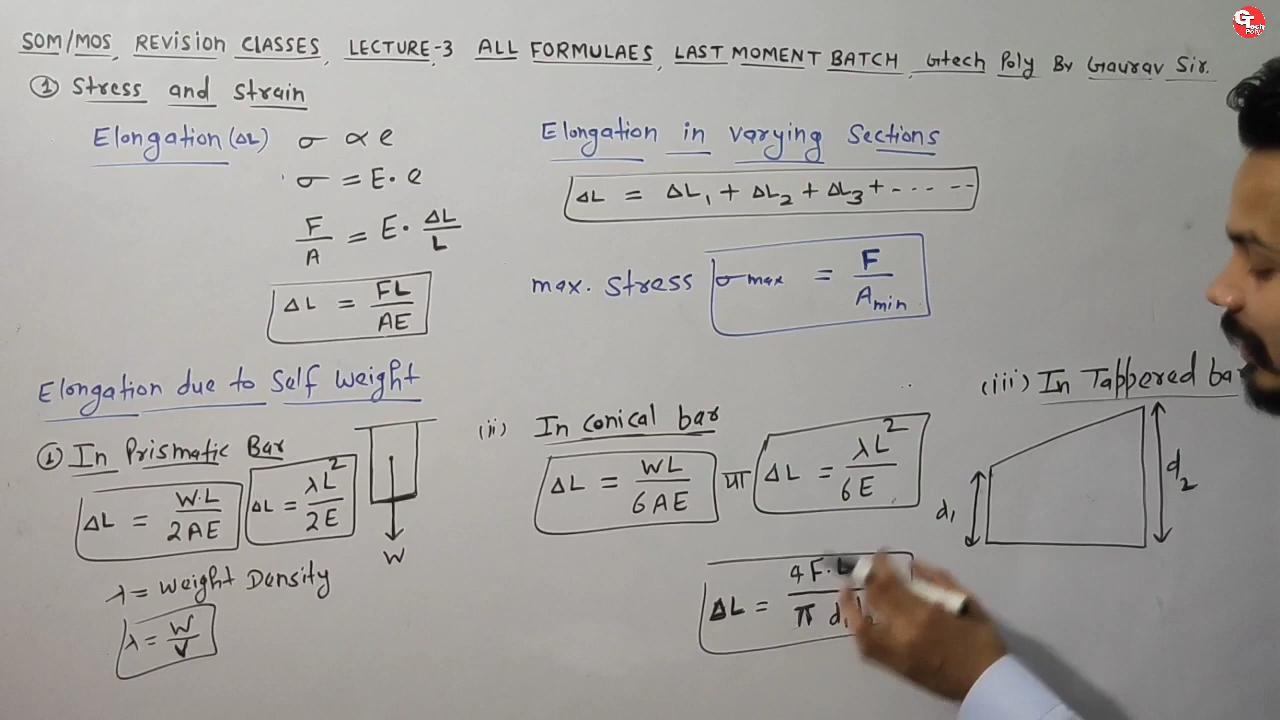 SOM/MOS, REVISION CLASSES, LECTURE-3 ALL FORMULAES, LAST MOMENT BATCH, Gtech Poly By Gaurav Sir.
① Stress and Strain
Elongation (ΔL) σ ∝ e
σ = E · e
F/A = E · ΔL/L
ΔL = FL/AE
Elongation in varying Sections
ΔL = ΔL₁ + ΔL₂ + ΔL₃ + - - - - - -
max. Stress σmax = F/Amin
Elongation due to Self Weight
① In Prismatic Bar
ΔL = W·L/2AE ΔL = λL²/2E
W
λ = Weight Density
λ = W/V
(ii) In Conical bar
ΔL = WL/6AE या ΔL = λL²/6E
(iii) In Tappered bar
d₁
d₂
ΔL = 4F·L/π d₁
GTech Poly